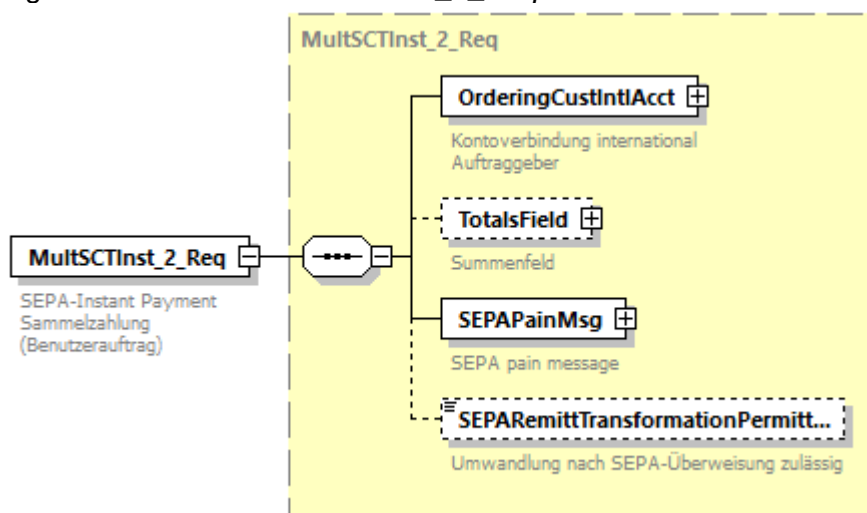 MultSCTInst_2_Req
OrderingCustIntlAcct
Kontoverbindung international
Auftraggeber
TotalsField
Summenfeld
MultSCTInst_2_Req
SEPA-Instant Payment
Sammelzahlung
(Benutzerauftrag)
SEPAPainMsg
SEPA pain message
SEPARemittTransformationPermitt...
Umwandlung nach SEPA-Überweisung zulässig